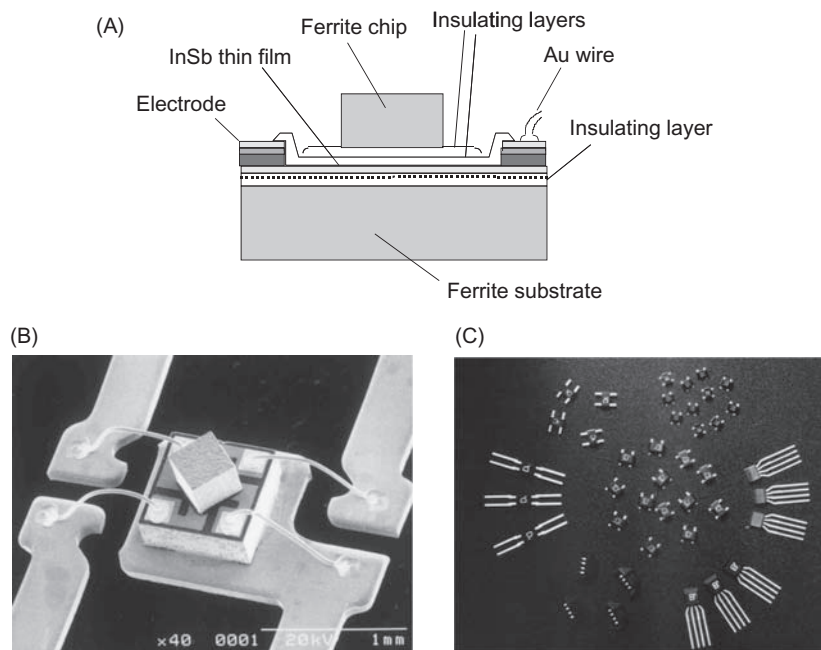 (A)
Ferrite chip
Insulating layers
InSb thin film
Au wire
Electrode
Insulating layer
Ferrite substrate
(B)
(C)
×40 0001 20kV 1mm